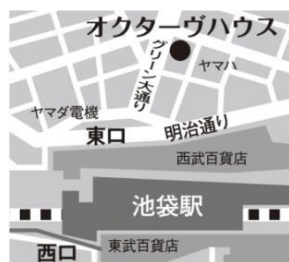 オクターヴハウス
グリーン大通り
ヤマハ
ヤマダ電機
東口
明治通り
西武百貨店
池袋駅
西口
東武百貨店